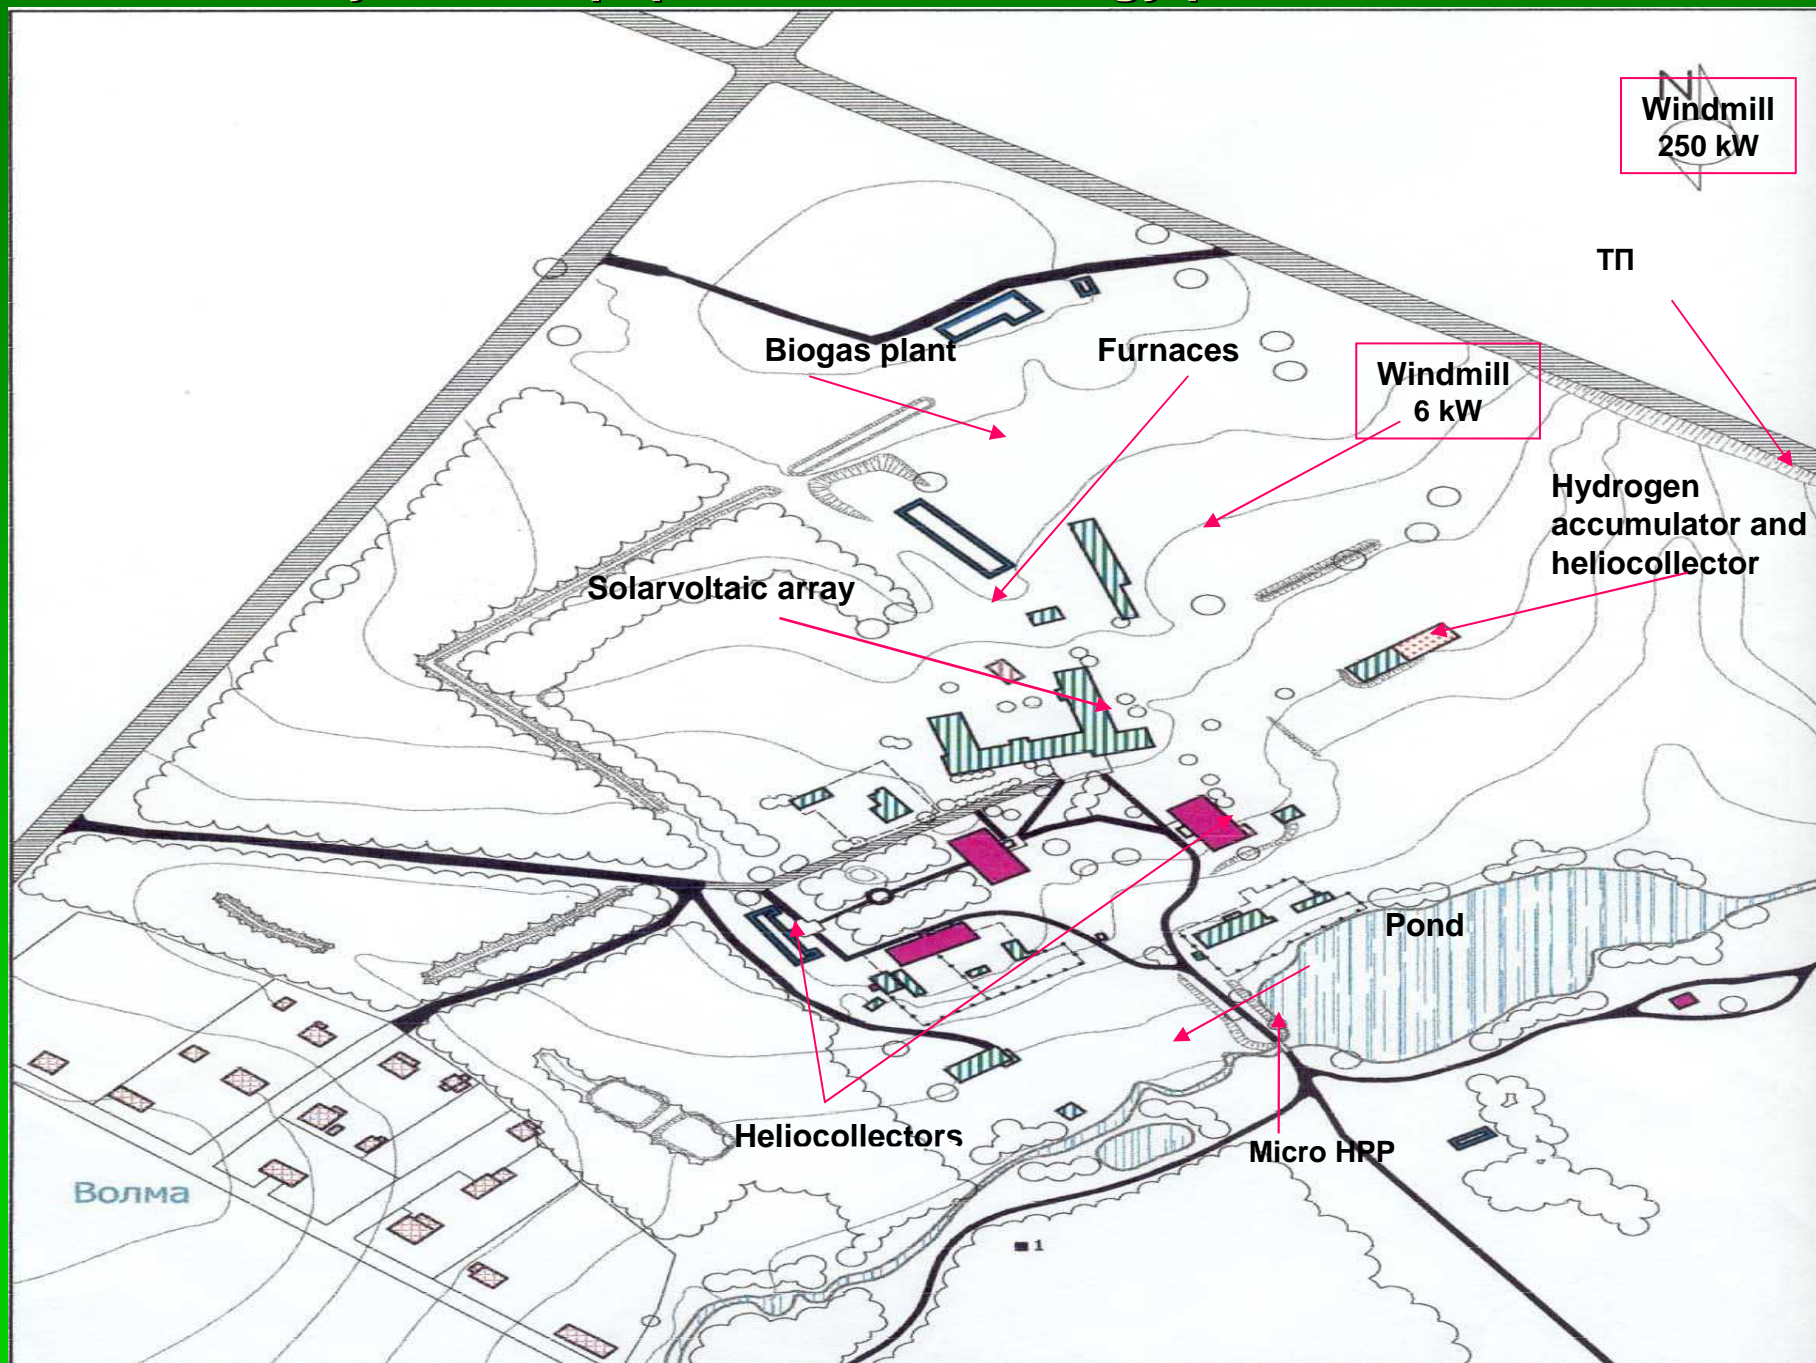 N
Windmill
250 kW
ТП
Biogas plant
Furnaces
Windmill
6 kW
Hydrogen
accumulator and
heliocollector
Solarvoltaic array
Pond
Heliocollectors
Micro HPP
Волма
1